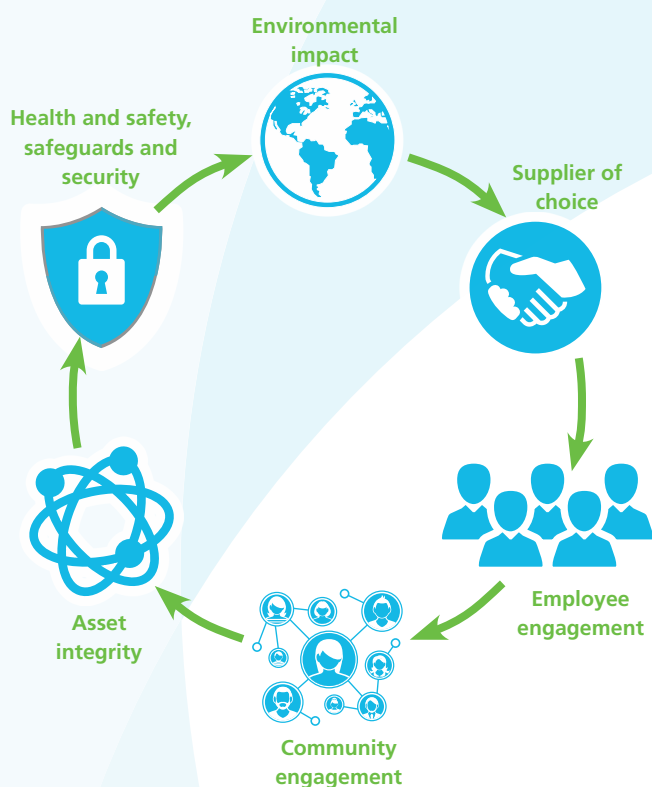 Environmental
impact
Health and safety,
safeguards and
security
Supplier of
choice
Employee
engagement
Asset
integrity
Community
engagement